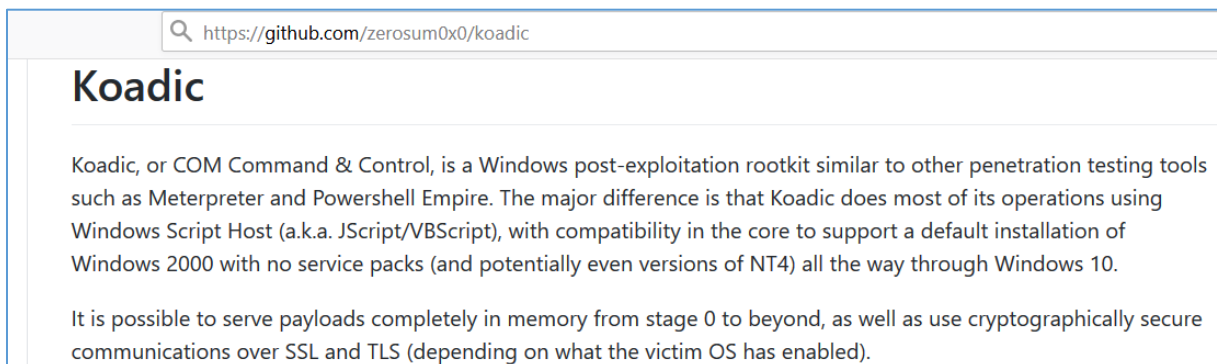 https://github.com/zerosum0x0/koadic
Koadic
Koadic, or COM Command & Control, is a Windows post-exploitation rootkit similar to other penetration testing tools
such as Meterpreter and Powershell Empire. The major difference is that Koadic does most of its operations using
Windows Script Host (a.k.a. JScript/VBScript), with compatibility in the core to support a default installation of
Windows 2000 with no service packs (and potentially even versions of NT4) all the way through Windows 10.
It is possible to serve payloads completely in memory from stage 0 to beyond, as well as use cryptographically secure
communications over SSL and TLS (depending on what the victim OS has enabled).